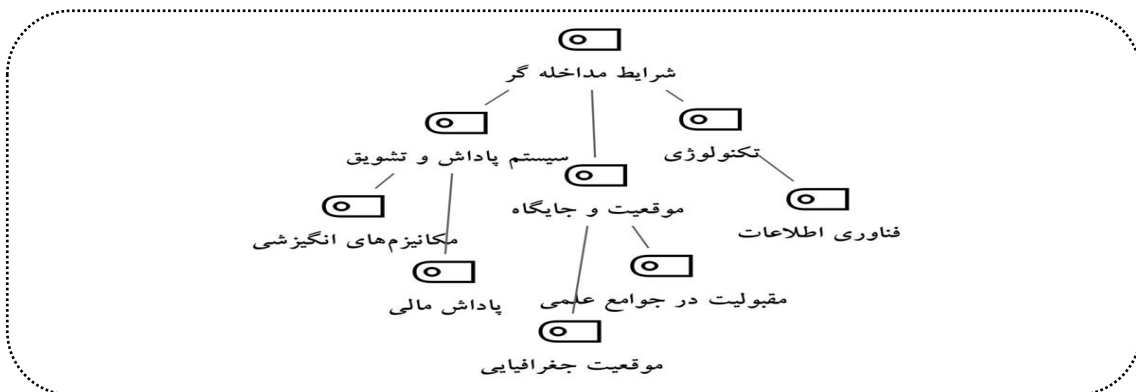 شرایط مداخله گر
تکنولوژی
سیستم پاداش و تشویق
موقعیت و جایگاه
فناوری اطلاعات
مکانیزم‌های انگیزشی
مقبولیت در جوامع علمی
پاداش مالی
موقعیت جغرافیایی